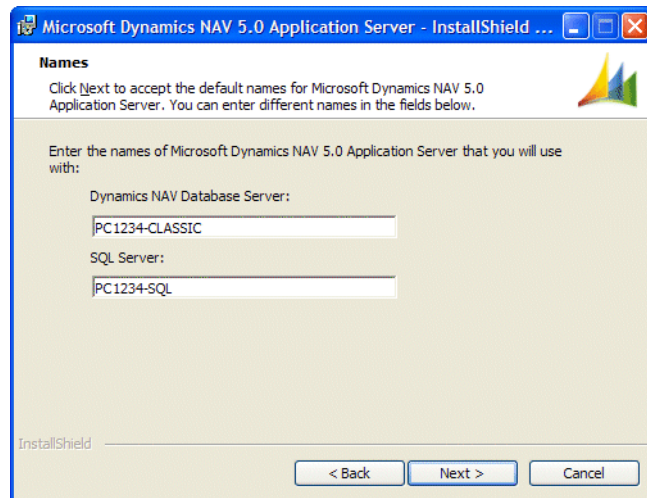 Microsoft Dynamics NAV 5.0 Application Server - InstallShield ...
Names
Click Next to accept the default names for Microsoft Dynamics NAV 5.0
Application Server. You can enter different names in the fields below.
Enter the names of Microsoft Dynamics NAV 5.0 Application Server that you will use
with:
Dynamics NAV Database Server:
PC1234-CLASSIC
SQL Server:
PC1234-SQL
InstallShield
< Back
Next >
Cancel